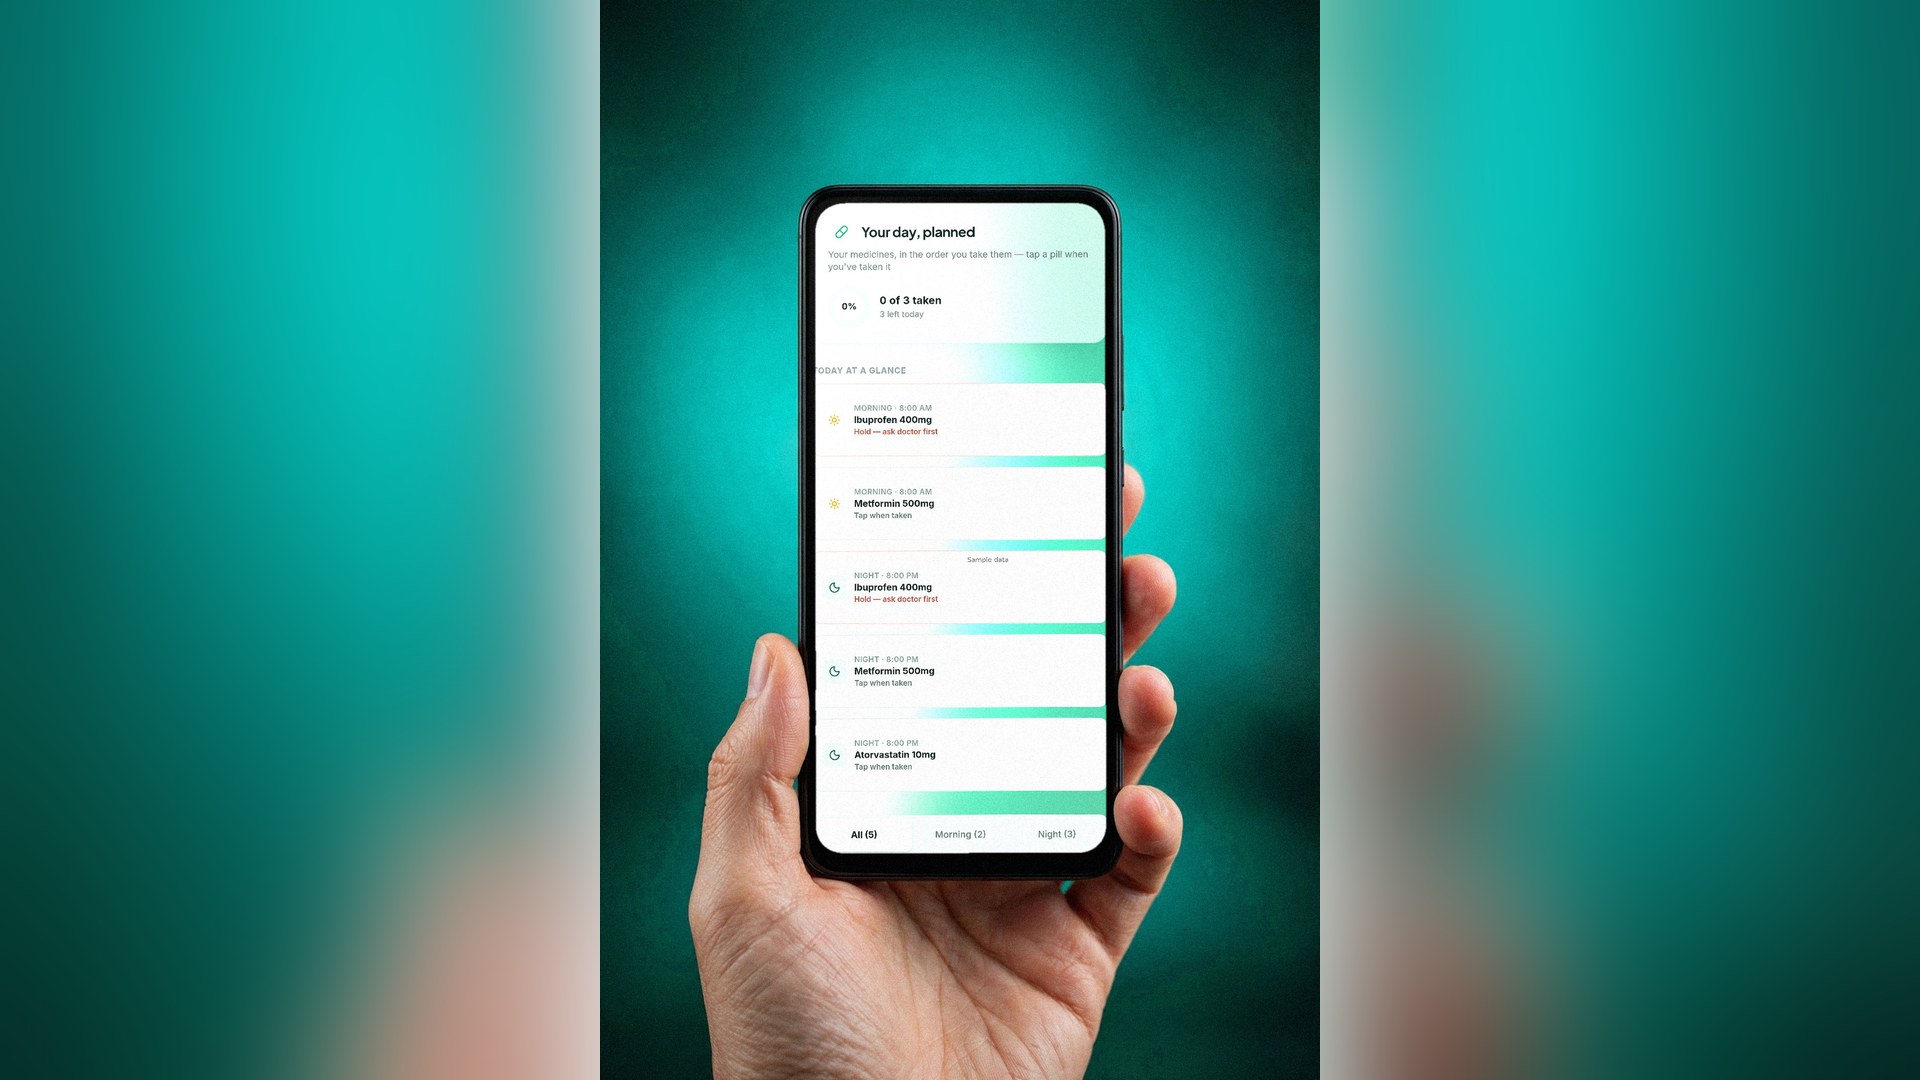 Your day, planned
Your medicines, in the order you take them — tap a pill when
you've taken it
0%
0 of 3 taken
3 left today
TODAY AT A GLANCE
MORNING · 8:00 AM
Ibuprofen 400mg
Hold — ask doctor first
MORNING · 8:00 AM
Metformin 500mg
Tap when taken
Sample data
NIGHT · 8:00 PM
Ibuprofen 400mg
Hold — ask doctor first
NIGHT · 8:00 PM
Metformin 500mg
Tap when taken
NIGHT · 8:00 PM
Atorvastatin 10mg
Tap when taken
All (5)
Morning (2)
Night (3)